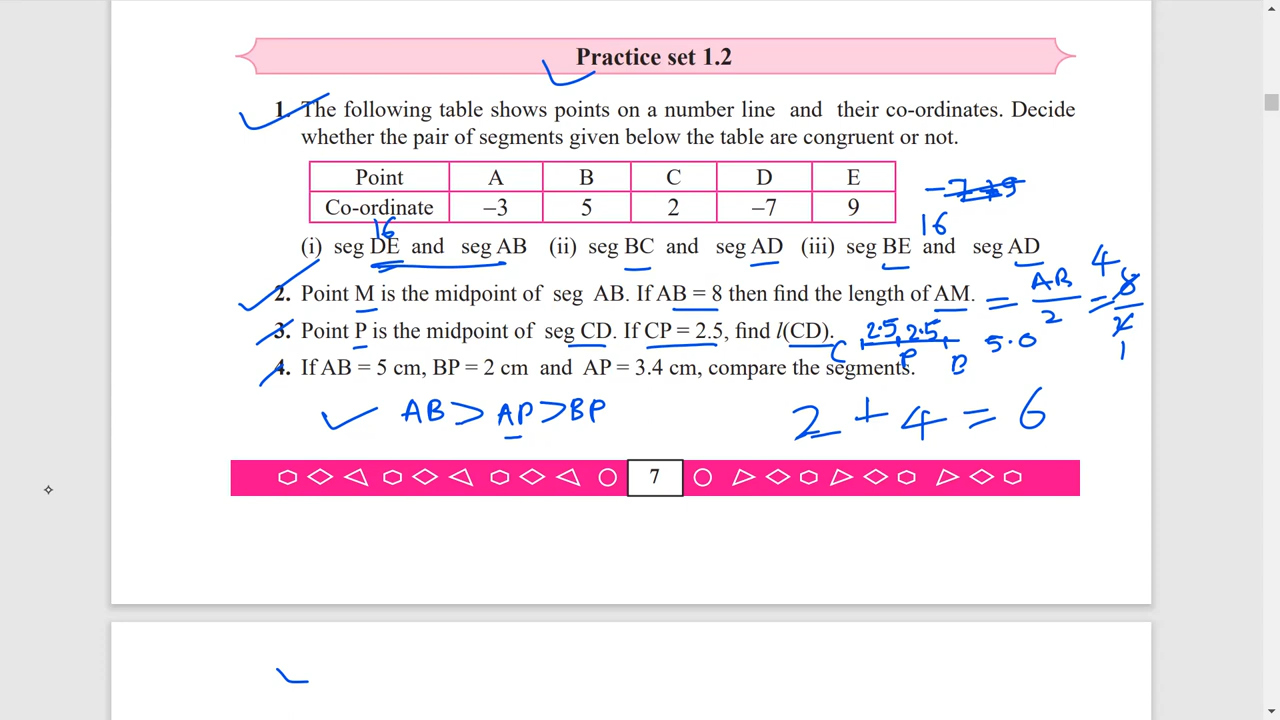 Practice set 1.2
1. The following table shows points on a number line and their co-ordinates. Decide
whether the pair of segments given below the table are congruent or not.
Point A B C D E
Co-ordinate −3 5 2 −7 9
16
16
(i) seg DE and seg AB (ii) seg BC and seg AD (iii) seg BE and seg AD
2. Point M is the midpoint of seg AB. If AB = 8 then find the length of AM.
= AB/2 = 4
3. Point P is the midpoint of seg CD. If CP = 2.5, find l(CD).
2.5 2.5 5.0
C P
4. If AB = 5 cm, BP = 2 cm and AP = 3.4 cm, compare the segments.
AB > AP > BP
2 + 4 = 6
7